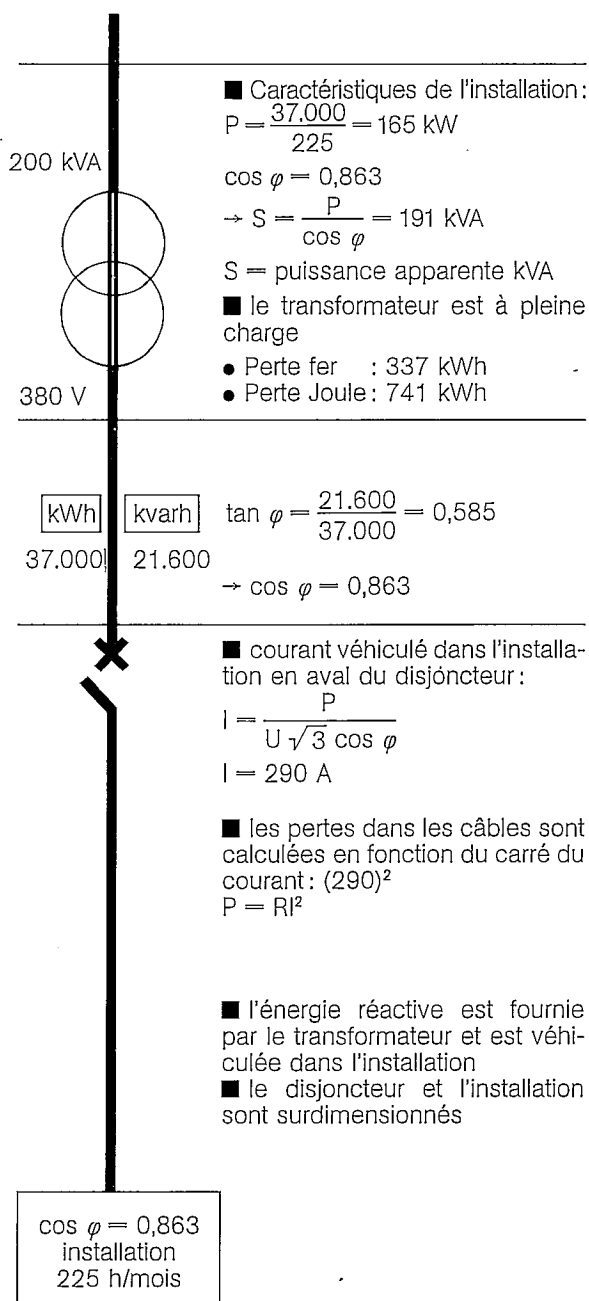 ■ Caractéristiques de l'installation:
P = 37.000 / 225 = 165 kW
200 kVA
cos φ = 0,863
→ S = P / cos φ = 191 kVA
S = puissance apparente kVA
■ le transformateur est à pleine
charge
● Perte fer : 337 kWh
● Perte Joule : 741 kWh
380 V
kWh kvarh
37.000 21.600
tan φ = 21.600 / 37.000 = 0,585
→ cos φ = 0,863
■ courant véhiculé dans l'installa-
tion en aval du disjóncteur:
I = P / U √3 cos φ
I = 290 A
■ les pertes dans les câbles sont
calculées en fonction du carré du
courant: (290)²
P = RI²
■ l'énergie réactive est fournie
par le transformateur et est véhi-
culée dans l'installation
■ le disjoncteur et l'installation
sont surdimensionnés
cos φ = 0,863
installation
225 h/mois